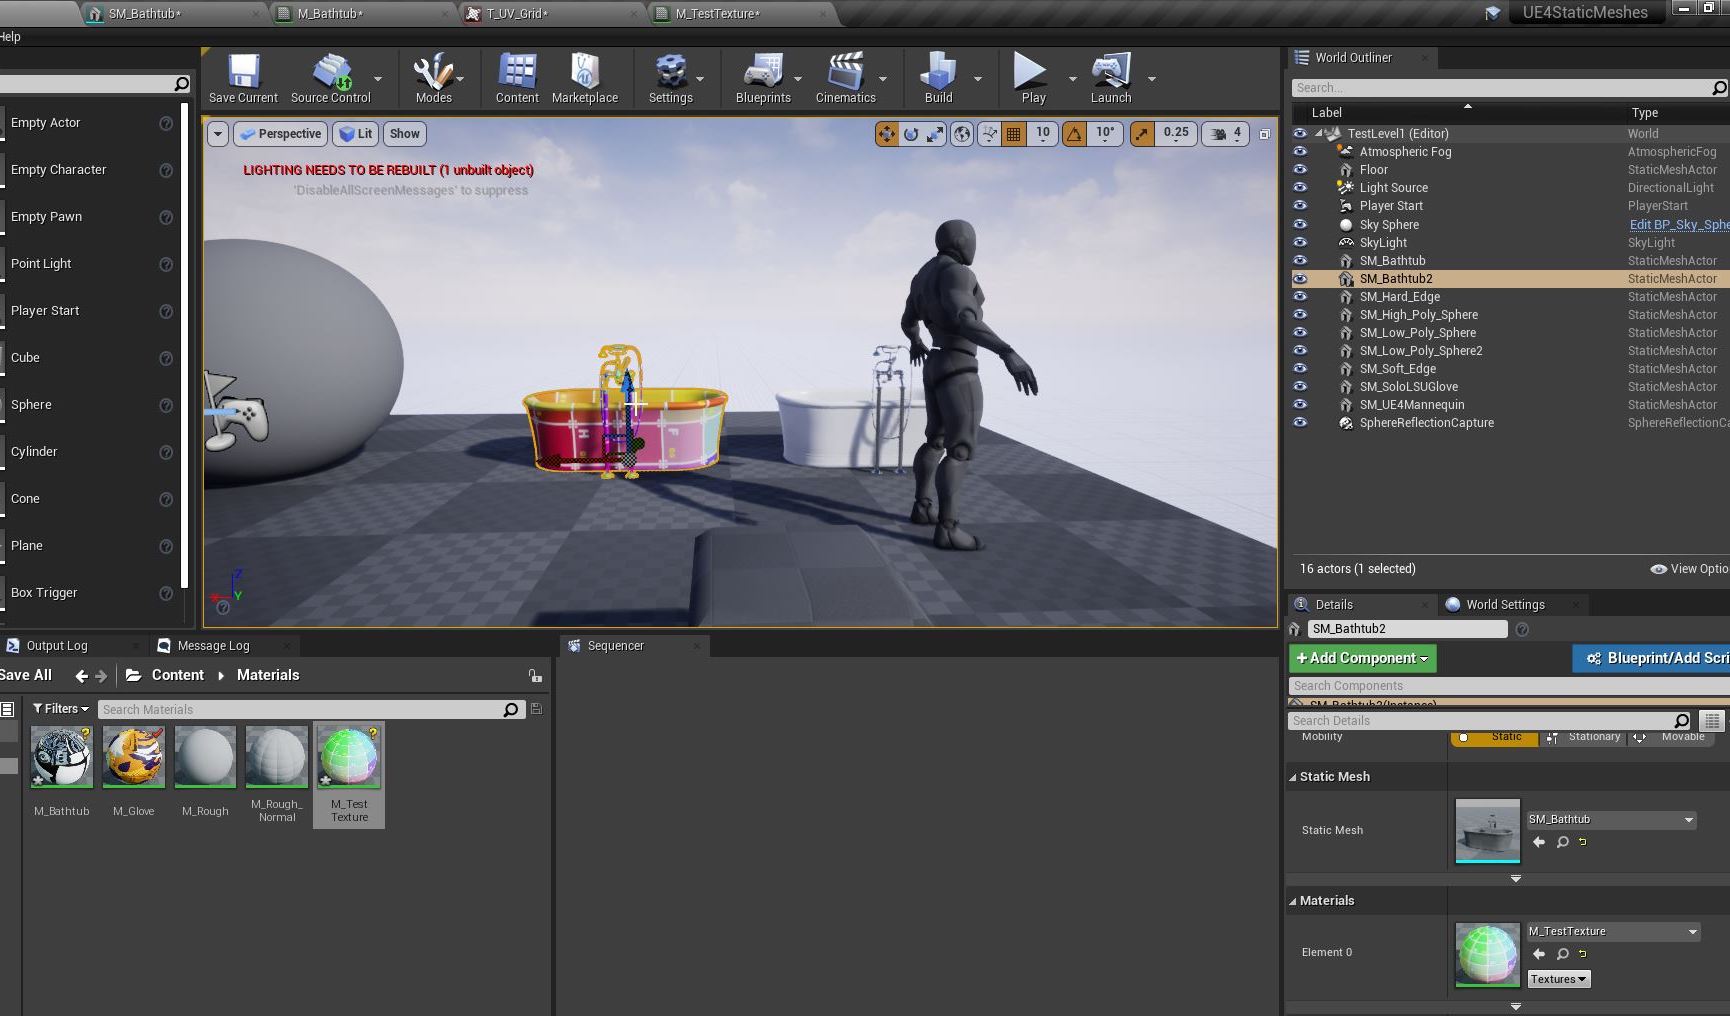 SM_Bathtub*
M_Bathtub*
T_UV_Grid*
M_TestTexture*
UE4StaticMeshes
Help
Save Current
Source Control
Modes
Content
Marketplace
Settings
Blueprints
Cinematics
Build
Play
Launch
Empty Actor
Empty Character
Empty Pawn
Point Light
Player Start
Cube
Sphere
Cylinder
Cone
Plane
Box Trigger
Perspective
Lit
Show
10
10°
0.25
4
LIGHTING NEEDS TO BE REBUILT (1 unbuilt object)
'DisableAllScreenMessages' to suppress
H
F
Z
X
Y
World Outliner
Search...
Label Type
TestLevel1 (Editor) World
Atmospheric Fog AtmosphericFog
Floor StaticMeshActor
Light Source DirectionalLight
Player Start PlayerStart
Sky Sphere Edit BP_Sky_Sphe
SkyLight SkyLight
SM_Bathtub StaticMeshActor
SM_Bathtub2 StaticMeshActor
SM_Hard_Edge StaticMeshActor
SM_High_Poly_Sphere StaticMeshActor
SM_Low_Poly_Sphere StaticMeshActor
SM_Low_Poly_Sphere2 StaticMeshActor
SM_Soft_Edge StaticMeshActor
SM_SoloLSUGlove StaticMeshActor
SM_UE4Mannequin StaticMeshActor
SphereReflectionCapture SphereReflectionCa
16 actors (1 selected)
View Optio
Details
World Settings
SM_Bathtub2
+Add Component
Blueprint/Add Scri
Search Components
SM_Bathtub2(Instance)
Search Details
Mobility
Static
Stationary
Movable
Static Mesh
Static Mesh
SM_Bathtub
Materials
Element 0
M_TestTexture
Textures
Output Log
Message Log
Sequencer
Save All
Content
Materials
Filters
Search Materials
M_Bathtub
M_Glove
M_Rough
M_Rough_
Normal
M_Test
Texture